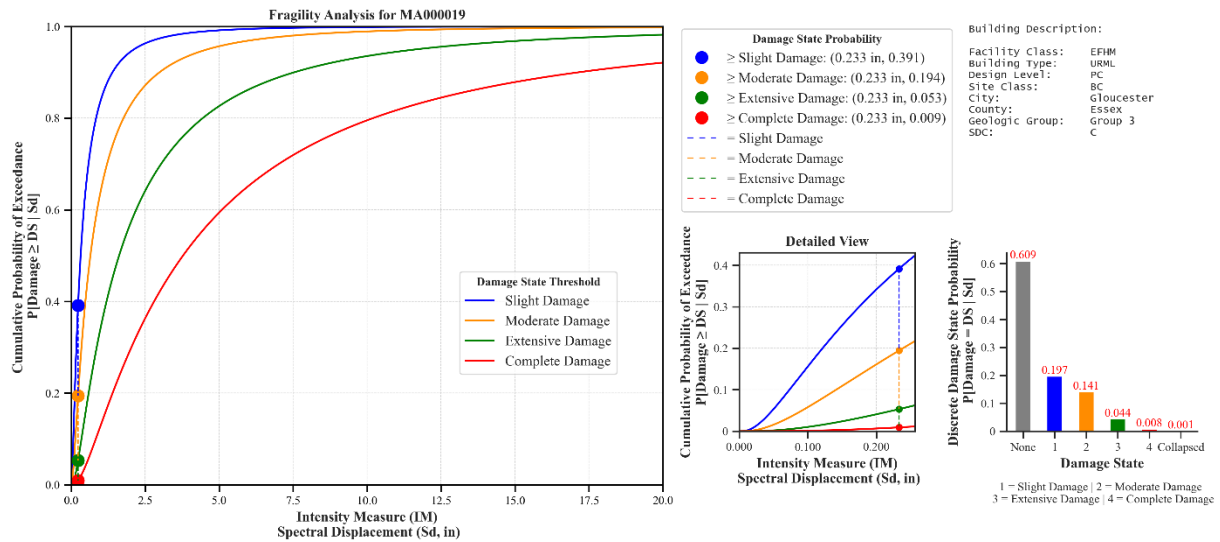 Fragility Analysis for MA000019
1.0
0.8
0.6
0.4
0.2
0.0
0.0
2.5
5.0
7.5
10.0
12.5
15.0
17.5
20.0
Cumulative Probability of Exceedance
P[Damage ≥ DS | Sd]
Intensity Measure (IM)
Spectral Displacement (Sd, in)
Damage State Threshold
Slight Damage
Moderate Damage
Extensive Damage
Complete Damage
Damage State Probability
≥ Slight Damage: (0.233 in, 0.391)
≥ Moderate Damage: (0.233 in, 0.194)
≥ Extensive Damage: (0.233 in, 0.053)
≥ Complete Damage: (0.233 in, 0.009)
= Slight Damage
= Moderate Damage
= Extensive Damage
= Complete Damage
Building Description:
Facility Class: EFHM
Building Type: URML
Design Level: PC
Site Class: BC
City: Gloucester
County: Essex
Geologic Group: Group 3
SDC: C
Detailed View
0.4
0.3
0.2
0.1
0
0.000
0.100
0.200
Cumulative Probability of Exceedance
P[Damage ≥ DS | Sd]
Intensity Measure (IM)
Spectral Displacement (Sd, in)
0.6
0.5
0.4
0.3
0.2
0.1
0
Discrete Damage State Probability
P[Damage = DS | Sd]
0.609
0.197
0.141
0.044
0.008
0.001
None
1
2
3
4
Collapsed
Damage State
1 = Slight Damage | 2 = Moderate Damage
3 = Extensive Damage | 4 = Complete Damage